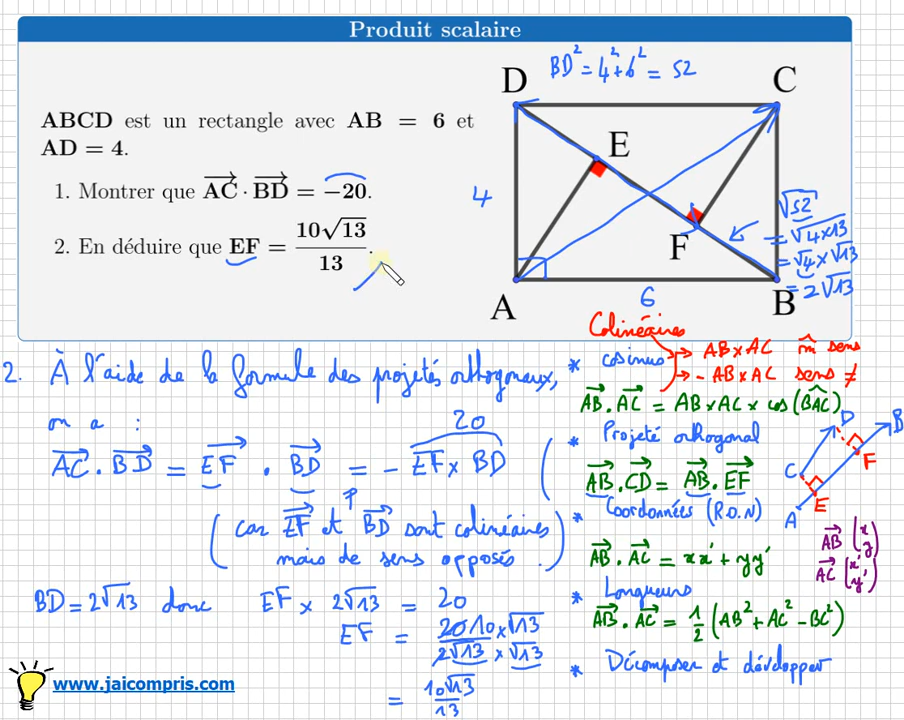 Produit scalaire
ABCD est un rectangle avec AB = 6 et
AD = 4.
1. Montrer que AC⃗ · BD⃗ = −20.
2. En déduire que EF = 10√13 / 13.
BD² = 4² + 6² = 52
D
C
E
F
A
B
4
6
√52
= √4×13
= √4 × √13
= 2√13
2. À l'aide de la formule des projetés orthogonaux,
on a :
20
AC⃗ . BD⃗ = EF⃗ . BD⃗ = − EF × BD
( car EF⃗ et BD⃗ sont colinéaires
mais de sens opposés. )
BD = 2√13 donc EF × 2√13 = 20
EF = 20 10 × √13 / 2√13 × √13
= 10√13 / 13
Colinéaires
→ AB × AC m̂ sens
→ − AB × AC sens ≠
* cosinus
AB⃗ . AC⃗ = AB × AC × cos (BAC)
* Projeté orthogonal
AB⃗ . CD⃗ = AB⃗ . EF⃗
* Coordonnées (R.O.N)
AB⃗ . AC⃗ = xx' + yy'
* Longueurs
AB⃗ . AC⃗ = 1/2 (AB² + AC² − BC²)
* Décomposer et développer
D
B
C
F
A
E
AB⃗ (x y)
AC⃗ (x' y')
www.jaicompris.com